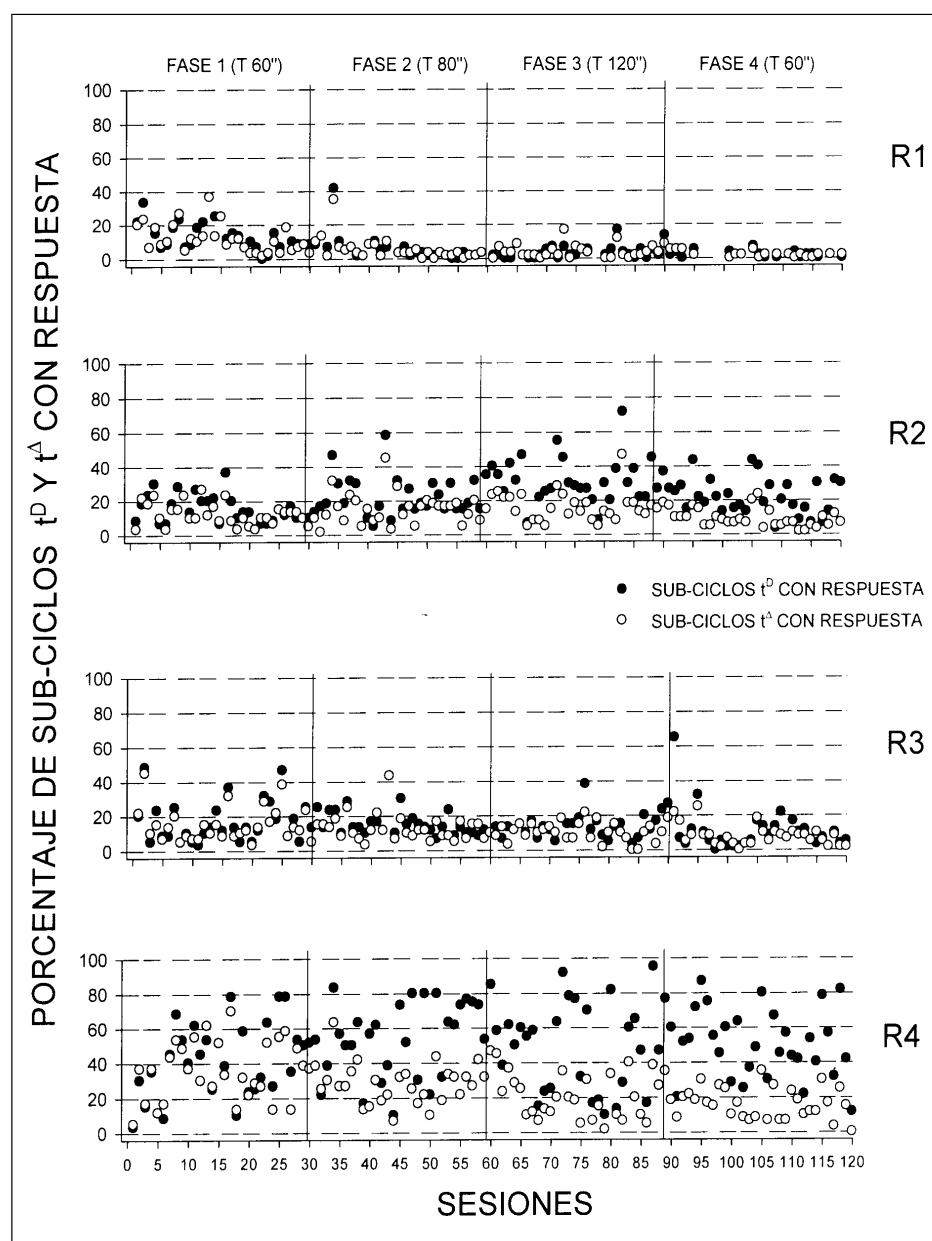 FASE 1 (T 60") FASE 2 (T 80") FASE 3 (T 120") FASE 4 (T 60")
PORCENTAJE DE SUB-CICLOS t^D Y t^Δ CON RESPUESTA
100
80
60
40
20
0
R1
100
80
60
40
20
0
R2
● SUB-CICLOS t^D CON RESPUESTA
○ SUB-CICLOS t^Δ CON RESPUESTA
100
80
60
40
20
0
R3
100
80
60
40
20
0
R4
0 5 10 15 20 25 30 35 40 45 50 55 60 65 70 75 80 85 90 95 100 105 110 115 120
SESIONES